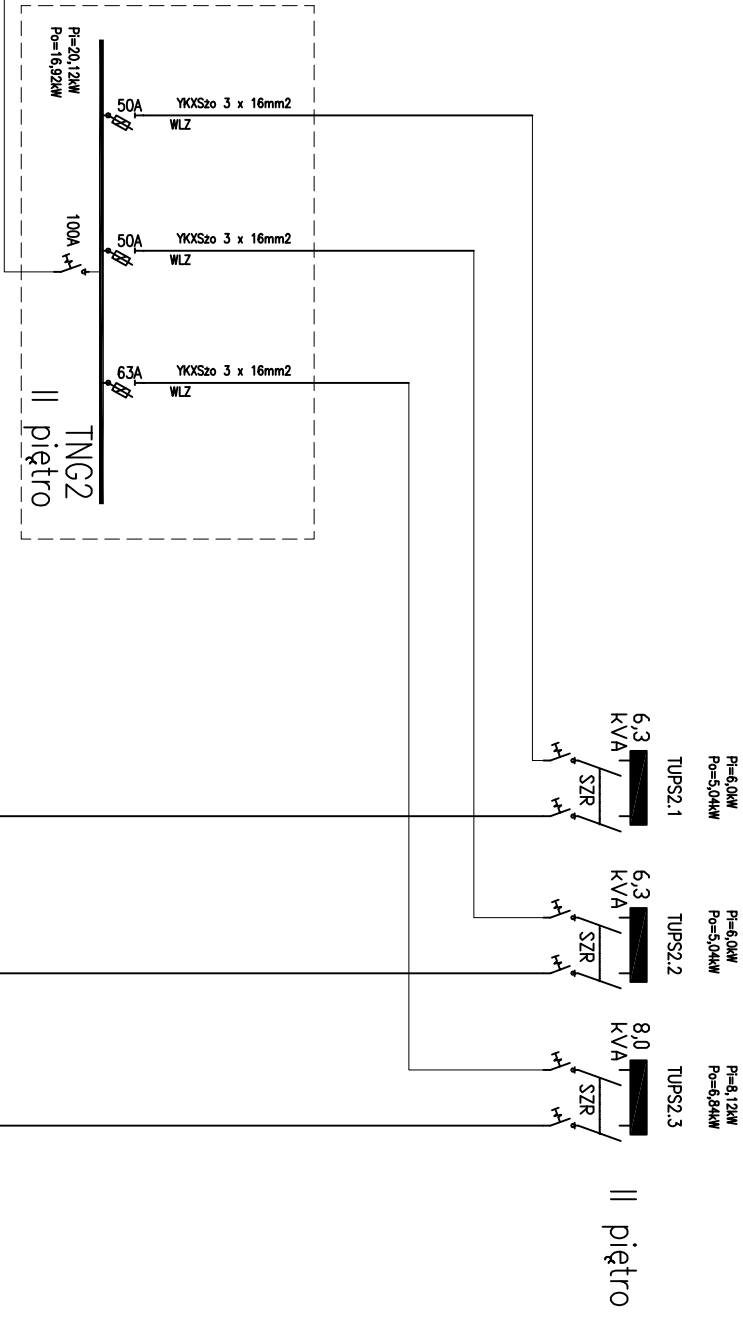 Pi=20,12kW
Po=16,92kW
50A
YKXSżo 3 x 16mm2
WLZ
50A
YKXSżo 3 x 16mm2
WLZ
63A
YKXSżo 3 x 16mm2
WLZ
100A
TNG2
II piętro
6,3
kVA
SZR
TUPS2.1
Pi=6,0kW
Po=5,04kW
6,3
kVA
SZR
TUPS2.2
Pi=6,0kW
Po=5,04kW
8,0
kVA
SZR
TUPS2.3
Pi=8,12kW
Po=6,84kW
II piętro